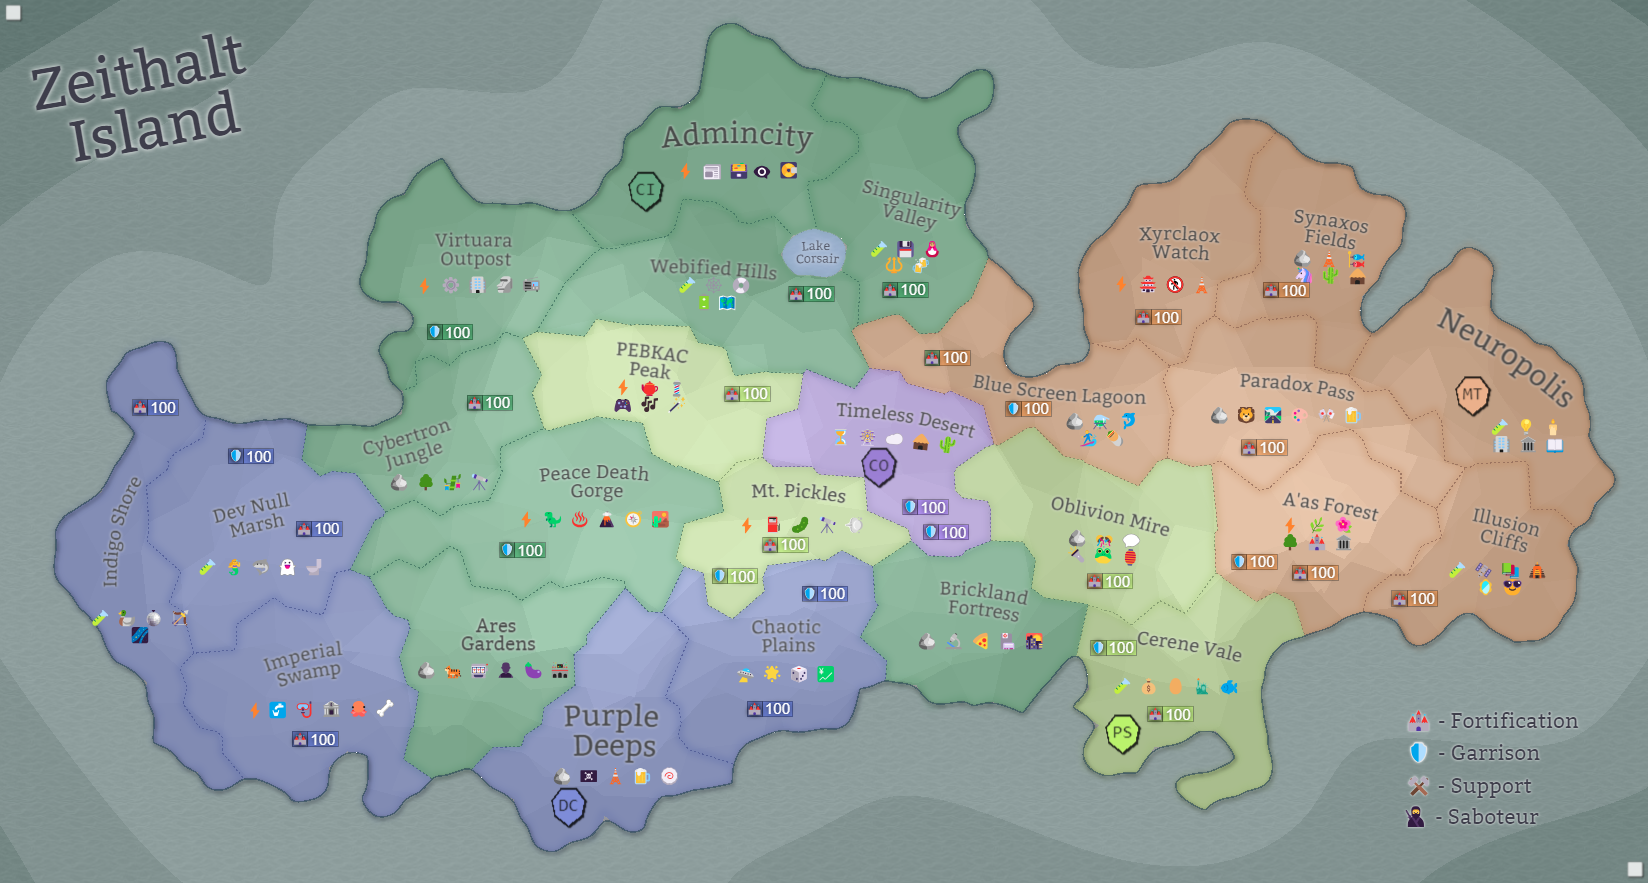 Zeithalt
Island
Admincity
CI
Singularity
Valley
Virtuara
Outpost
Webified Hills
Lake
Corsair
100
100
100
Xyrclaox
Watch
100
Synaxos
Fields
100
Neuropolis
MT
PEBKAC
Peak
100
100
Blue Screen Lagoon
100
Paradox Pass
100
Timeless Desert
CO
100
100
100
Cybertron
Jungle
100
Indigo Shore
100
Dev Null
Marsh
100
Peace Death
Gorge
100
Mt. Pickles
100
100
Oblivion Mire
100
A'as Forest
100
100
Illusion
Cliffs
100
Imperial
Swamp
100
Ares
Gardens
100
Chaotic
Plains
100
Brickland
Fortress
100
Cerene Vale
100
PS
Purple
Deeps
DC
- Fortification
- Garrison
- Support
- Saboteur